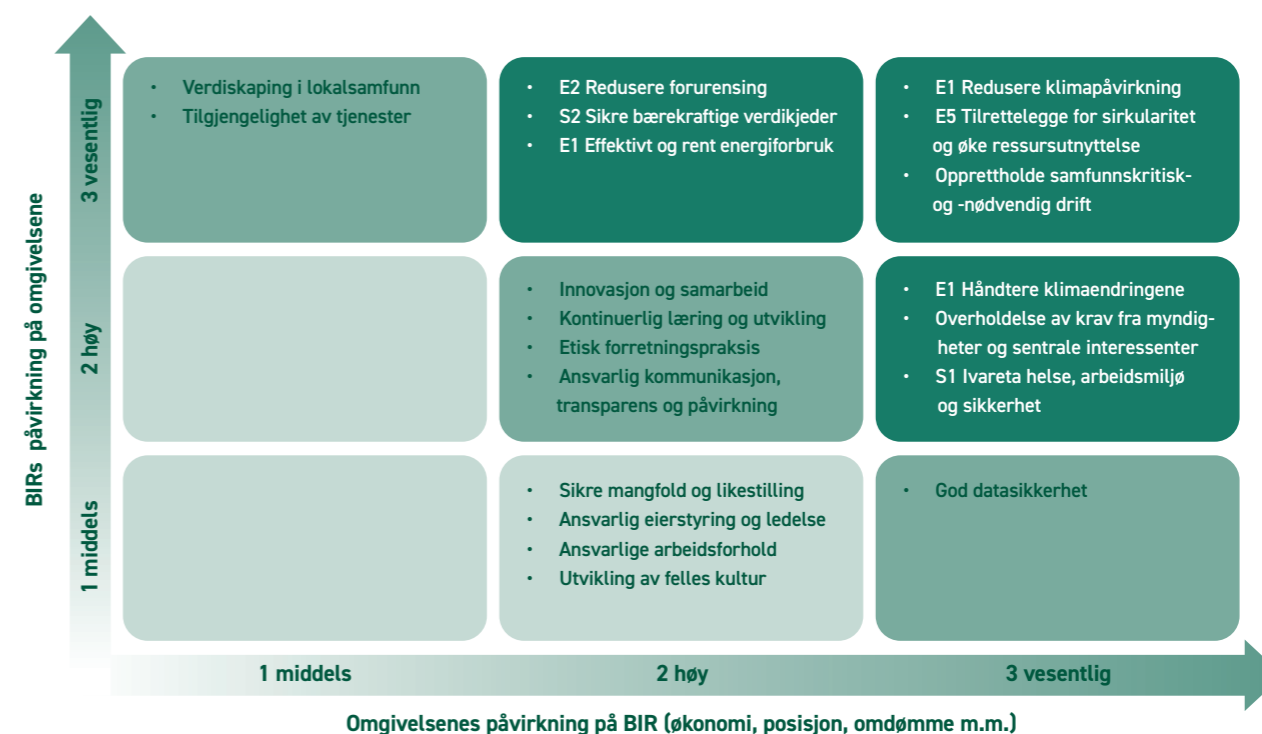 BIRs påvirkning på omgivelsene
3 vesentlig
• Verdiskaping i lokalsamfunn
• Tilgjengelighet av tjenester
• E2 Redusere forurensing
• S2 Sikre bærekraftige verdikjeder
• E1 Effektivt og rent energiforbruk
• E1 Redusere klimapåvirkning
• E5 Tilrettelegge for sirkularitet
og øke ressursutnyttelse
• Opprettholde samfunnskritisk-
og -nødvendig drift
2 høy
• Innovasjon og samarbeid
• Kontinuerlig læring og utvikling
• Etisk forretningspraksis
• Ansvarlig kommunikasjon,
transparens og påvirkning
• E1 Håndtere klimaendringene
• Overholdelse av krav fra myndig-
heter og sentrale interessenter
• S1 Ivareta helse, arbeidsmiljø
og sikkerhet
1 middels
• Sikre mangfold og likestilling
• Ansvarlig eierstyring og ledelse
• Ansvarlige arbeidsforhold
• Utvikling av felles kultur
• God datasikkerhet
1 middels
2 høy
3 vesentlig
Omgivelsenes påvirkning på BIR (økonomi, posisjon, omdømme m.m.)